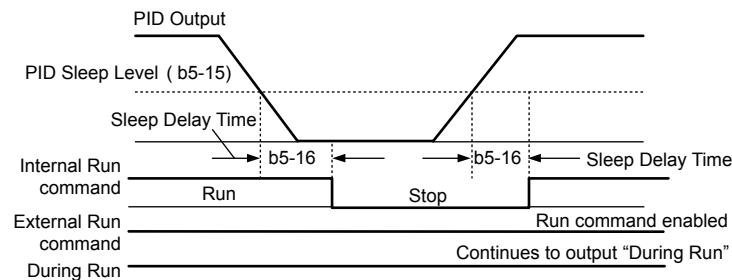 PID Output
PID Sleep Level ( b5-15)
Sleep Delay Time
b5-16
b5-16
Sleep Delay Time
Internal Run
command
Run
Stop
External Run
command
Run command enabled
Continues to output “During Run”
During Run